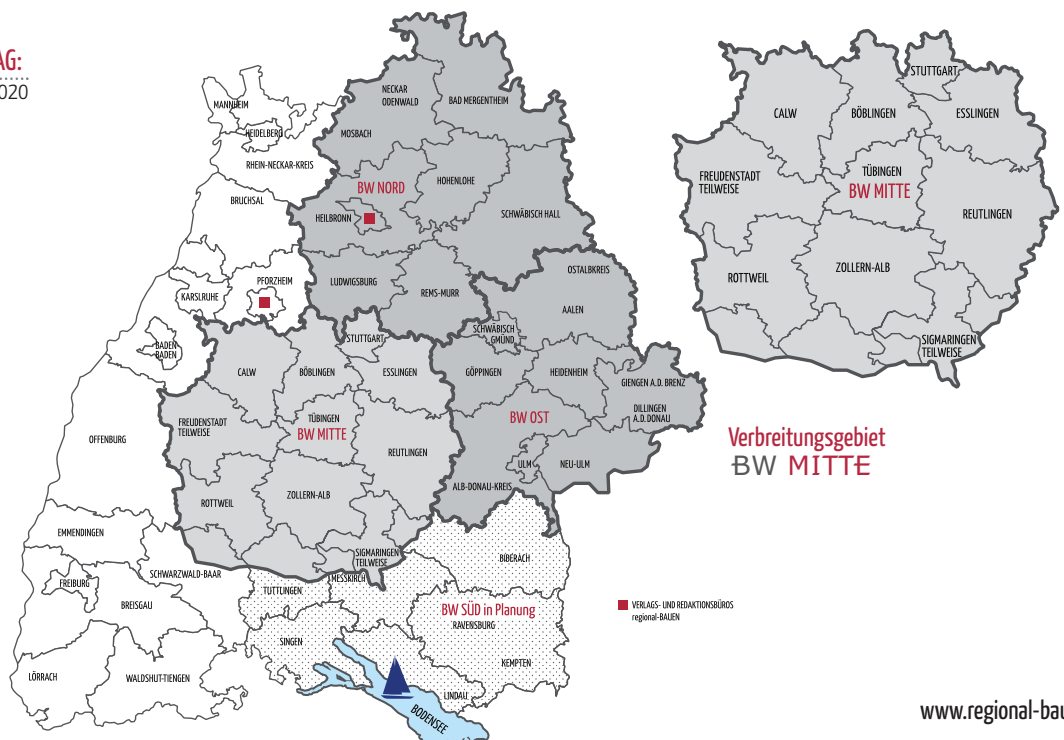 AG:
020
MANNHEIM
HEIDELBERG
RHEIN-NECKAR-KREIS
BRUCHSAL
KARLSRUHE
PFORZHEIM
BADEN
BADEN
OFFENBURG
EMMENDINGEN
FREIBURG
BREISGAU
SCHWARZWALD-BAAR
LÖRRACH
WALDSHUT-TIENGEN
NECKAR
ODENWALD
BAD MERGENTHEIM
MOSBACH
BW NORD
HOHENLOHE
HEILBRONN
SCHWÄBISCH HALL
LUDWIGSBURG
REMS-MURR
OSTALBKREIS
AALEN
SCHWÄBISCH
GMÜND
GÖPPINGEN
HEIDENHEIM
GIENGEN A.D. BRENZ
DILLINGEN
A.D. DONAU
BW OST
ULM
NEU-ULM
ALB-DONAU-KREIS
STUTTGART
CALW
BÖBLINGEN
ESSLINGEN
FREUDENSTADT
TEILWEISE
TÜBINGEN
BW MITTE
REUTLINGEN
ROTTWEIL
ZOLLERN-ALB
SIGMARINGEN
TEILWEISE
MESSKIRCH
TUTTLINGEN
BIBERACH
BW SÜD in Planung
RAVENSBURG
SINGEN
KEMPTEN
LINDAU
BODENSEE
STUTTGART
CALW
BÖBLINGEN
ESSLINGEN
FREUDENSTADT
TEILWEISE
TÜBINGEN
BW MITTE
REUTLINGEN
ROTTWEIL
ZOLLERN-ALB
SIGMARINGEN
TEILWEISE
Verbreitungsgebiet
BW MITTE
VERLAGS- UND REDAKTIONSBÜROS
regional-BAUEN
www.regional-bau